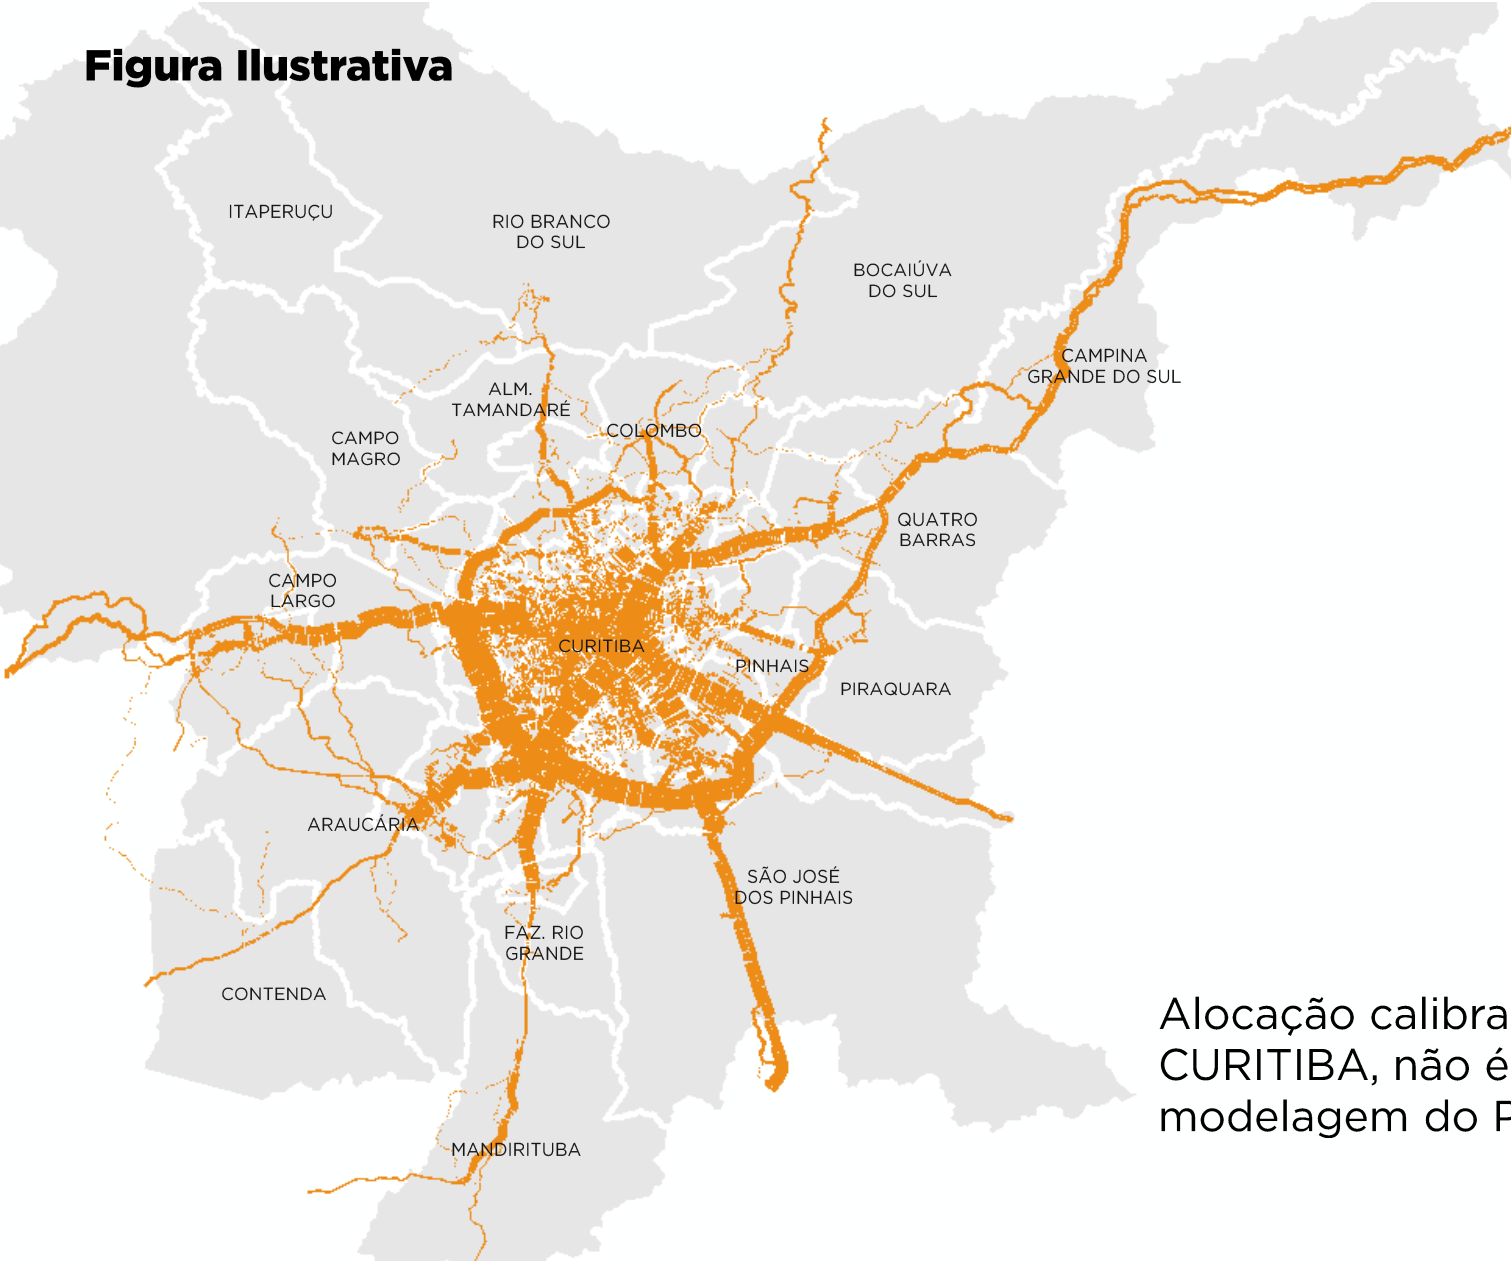 Figura Ilustrativa
ITAPERUÇU
RIO BRANCO
DO SUL
BOCAIÚVA
DO SUL
CAMPINA
GRANDE DO SUL
ALM.
TAMANDARÉ
COLOMBO
CAMPO
MAGRO
QUATRO
BARRAS
CAMPO
LARGO
CURITIBA
PINHAIS
PIRAQUARA
ARAUCÁRIA
SÃO JOSÉ
DOS PINHAIS
FAZ. RIO
GRANDE
CONTENDA
MANDIRITUBA
Alocação calibra
CURITIBA, não é
modelagem do P